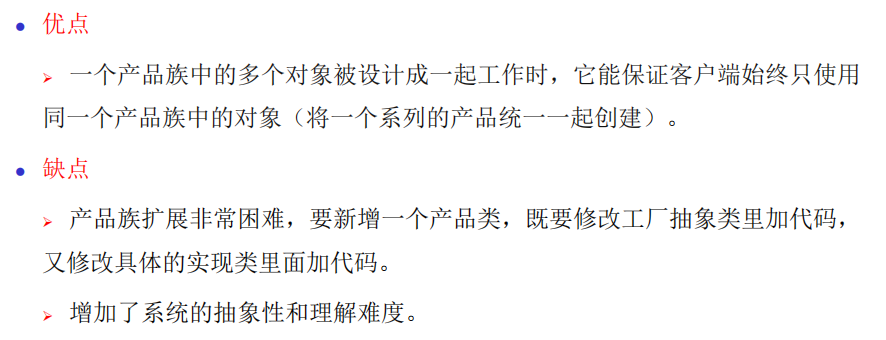 优点
一个产品族中的多个对象被设计成一起工作时，它能保证客户端始终只使用
同一个产品族中的对象（将一个系列的产品统一一起创建）。
缺点
产品族扩展非常困难，要新增一个产品类，既要修改工厂抽象类里加代码，
又修改具体的实现类里面加代码。
增加了系统的抽象性和理解难度。